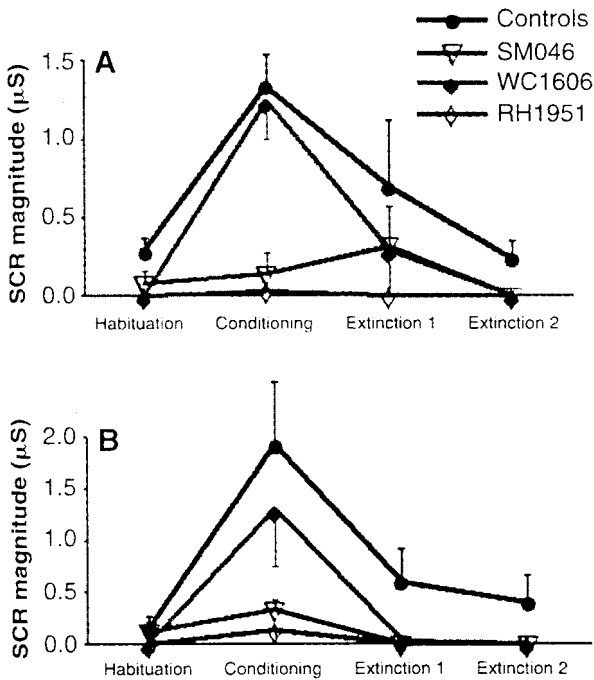 Controls
SM046
WC1606
RH1951
A
SCR magnitude (µS)
1.5
1.0
0.5
0.0
Habituation Conditioning Extinction 1 Extinction 2
B
SCR magnitude (µS)
2.0
1.5
1.0
0.5
0.0
Habituation Conditioning Extinction 1 Extinction 2